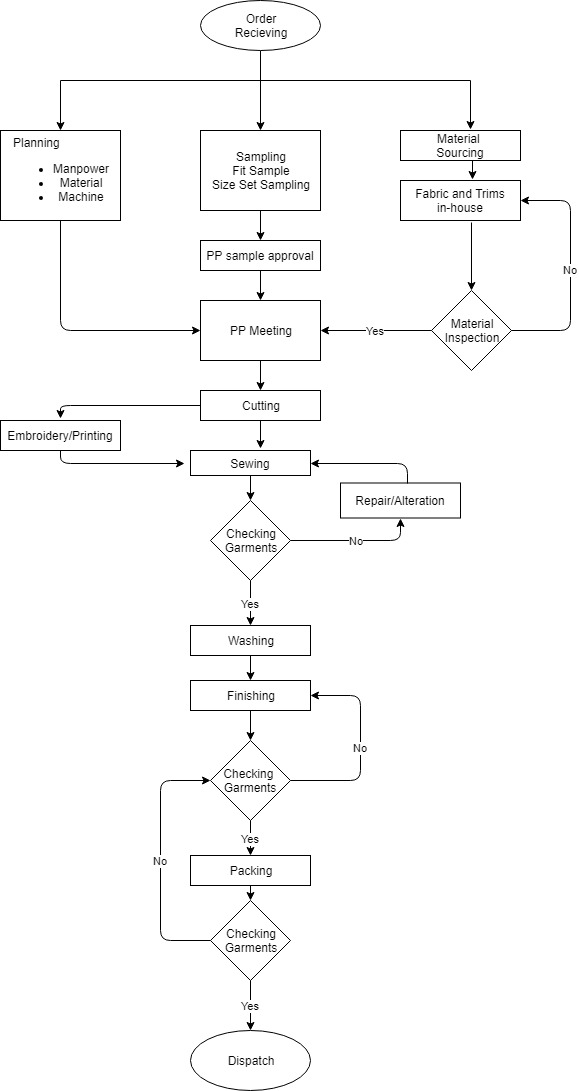 Order
Recieving
Planning
Manpower
Material
Machine
Sampling
Fit Sample
Size Set Sampling
Material
Sourcing
Fabric and Trims
in-house
PP sample approval
No
PP Meeting
Yes
Material
Inspection
Cutting
Embroidery/Printing
Sewing
Repair/Alteration
Checking
Garments
No
Yes
Washing
Finishing
No
Checking
Garments
Yes
No
Packing
Checking
Garments
Yes
Dispatch